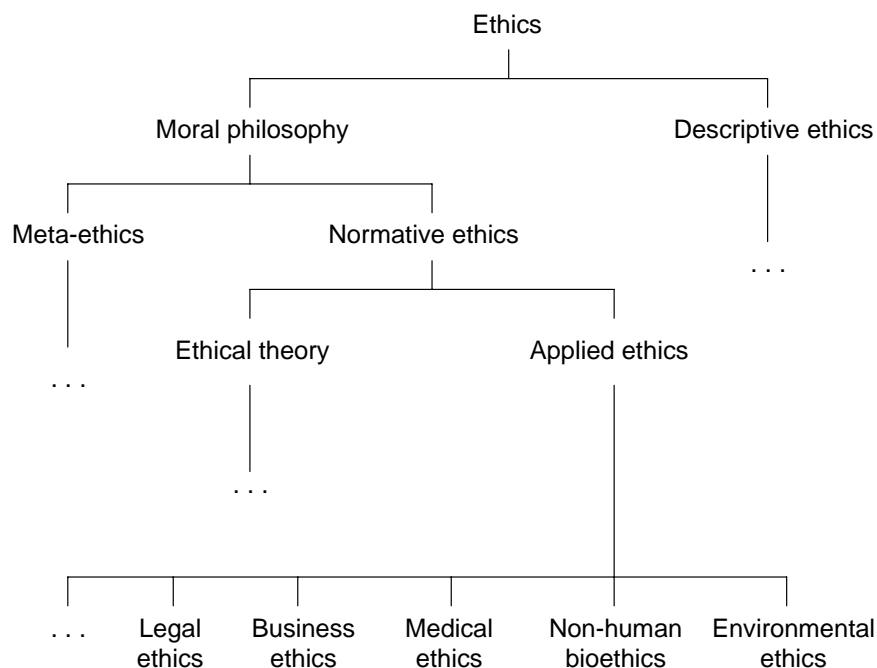 Ethics
Moral philosophy
Descriptive ethics
Meta-ethics
Normative ethics
. . .
Ethical theory
Applied ethics
. . .
. . .
. . .
Legal
ethics
Business
ethics
Medical
ethics
Non-human
bioethics
Environmental
ethics